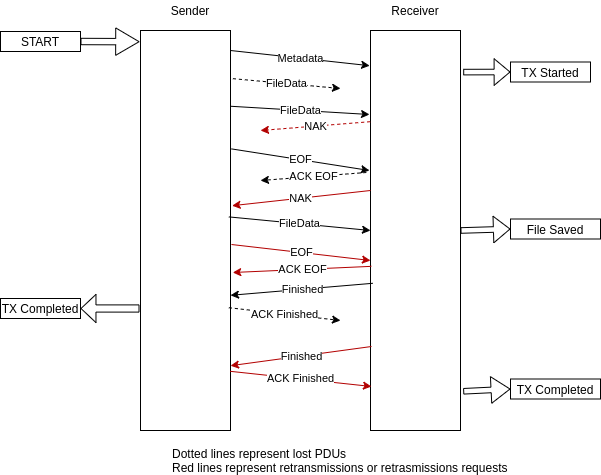 Sender
Receiver
START
Metadata
TX Started
FileData
FileData
NAK
EOF
ACK EOF
NAK
FileData
File Saved
EOF
ACK EOF
Finished
TX Completed
ACK Finished
Finished
ACK Finished
TX Completed
Dotted lines represent lost PDUs
Red lines represent retransmissions or retrasmissions requests